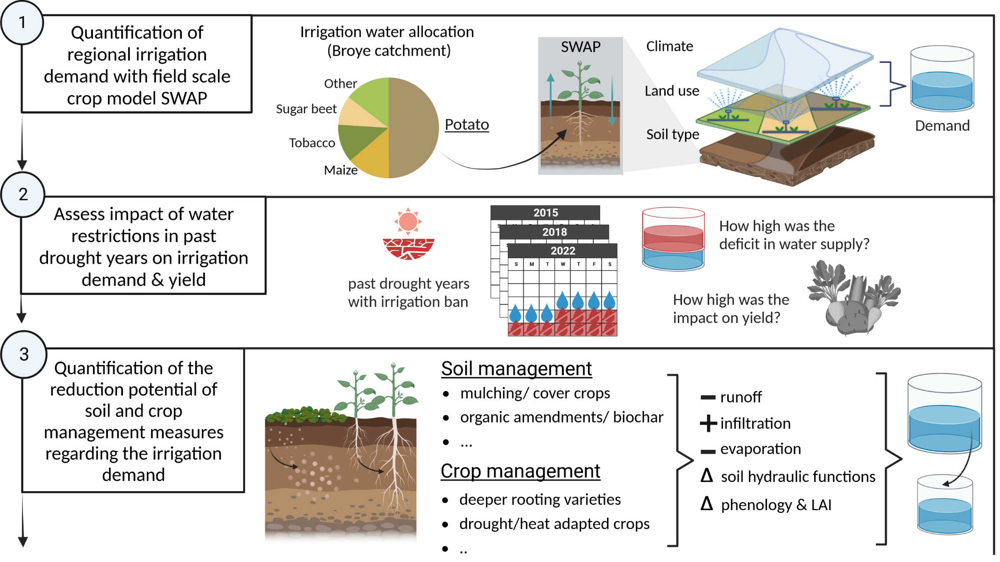 1
Quantification of
regional irrigation
demand with field scale
crop model SWAP
Irrigation water allocation
(Broye catchment)
Other
Sugar beet
Tobacco
Maize
Potato
SWAP
Climate
Land use
Soil type
Demand
2
Assess impact of water
restrictions in past
drought years on irrigation
demand & yield
past drought years
with irrigation ban
2015
2018
2022
S M T W T F S
How high was the
deficit in water supply?
How high was the
impact on yield?
3
Quantification of the
reduction potential of
soil and crop
management measures
regarding the irrigation
demand
Soil management
• mulching/ cover crops
• organic amendments/ biochar
• ...
Crop management
• deeper rooting varieties
• drought/heat adapted crops
• ..
− runoff
+ infiltration
− evaporation
Δ soil hydraulic functions
Δ phenology & LAI